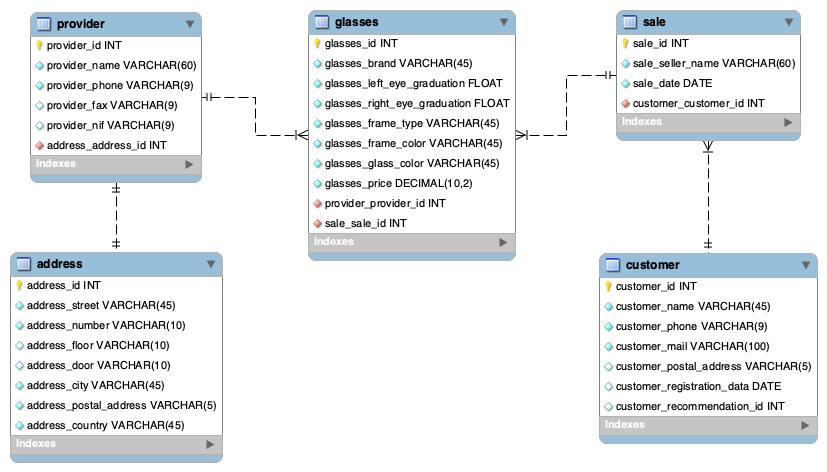 provider
provider_id INT
provider_name VARCHAR(60)
provider_phone VARCHAR(9)
provider_fax VARCHAR(9)
provider_nif VARCHAR(9)
address_address_id INT
Indexes
glasses
glasses_id INT
glasses_brand VARCHAR(45)
glasses_left_eye_graduation FLOAT
glasses_right_eye_graduation FLOAT
glasses_frame_type VARCHAR(45)
glasses_frame_color VARCHAR(45)
glasses_glass_color VARCHAR(45)
glasses_price DECIMAL(10,2)
provider_provider_id INT
sale_sale_id INT
Indexes
sale
sale_id INT
sale_seller_name VARCHAR(60)
sale_date DATE
customer_customer_id INT
Indexes
address
address_id INT
address_street VARCHAR(45)
address_number VARCHAR(10)
address_floor VARCHAR(10)
address_door VARCHAR(10)
address_city VARCHAR(45)
address_postal_address VARCHAR(5)
address_country VARCHAR(45)
Indexes
customer
customer_id INT
customer_name VARCHAR(45)
customer_phone VARCHAR(9)
customer_mail VARCHAR(100)
customer_postal_address VARCHAR(5)
customer_registration_data DATE
customer_recommendation_id INT
Indexes